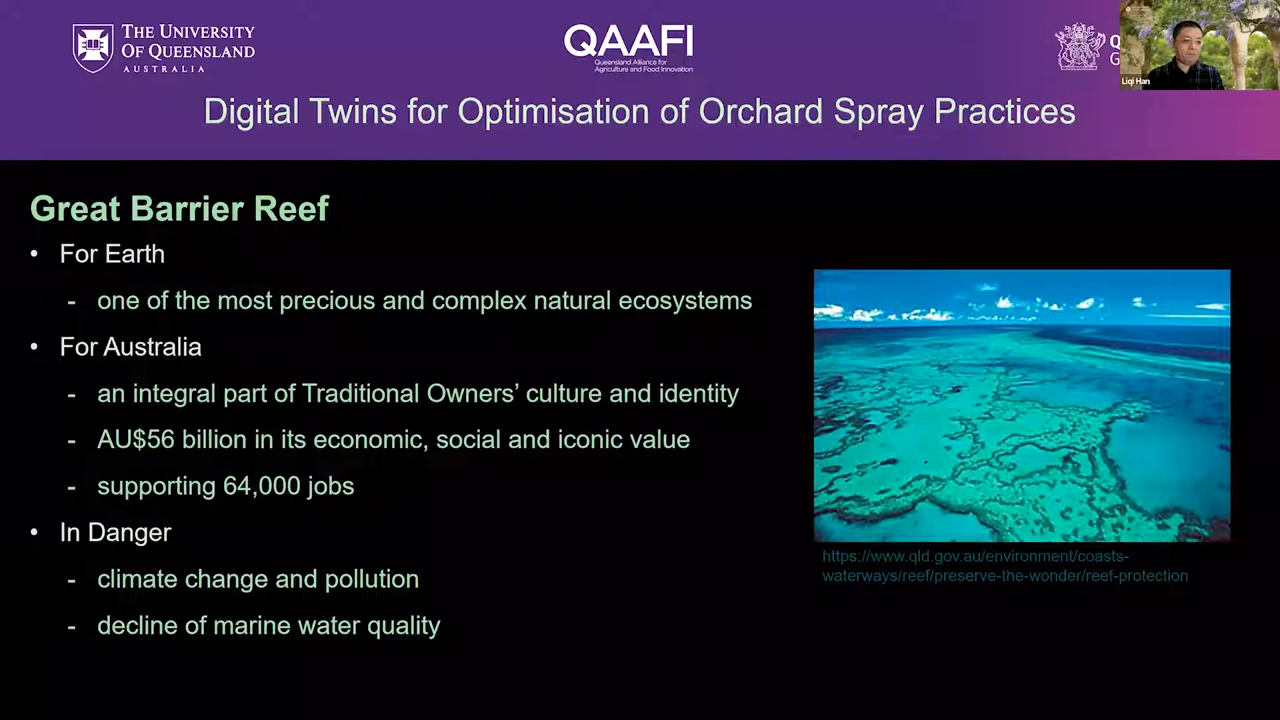 THE UNIVERSITY
OF QUEENSLAND
AUSTRALIA
QAAFI
Queensland Alliance for
Agriculture and Food Innovation
Liqi Han
Digital Twins for Optimisation of Orchard Spray Practices
Great Barrier Reef
• For Earth
- one of the most precious and complex natural ecosystems
• For Australia
- an integral part of Traditional Owners’ culture and identity
- AU$56 billion in its economic, social and iconic value
- supporting 64,000 jobs
• In Danger
- climate change and pollution
- decline of marine water quality
https://www.qld.gov.au/environment/coasts-
waterways/reef/preserve-the-wonder/reef-protection